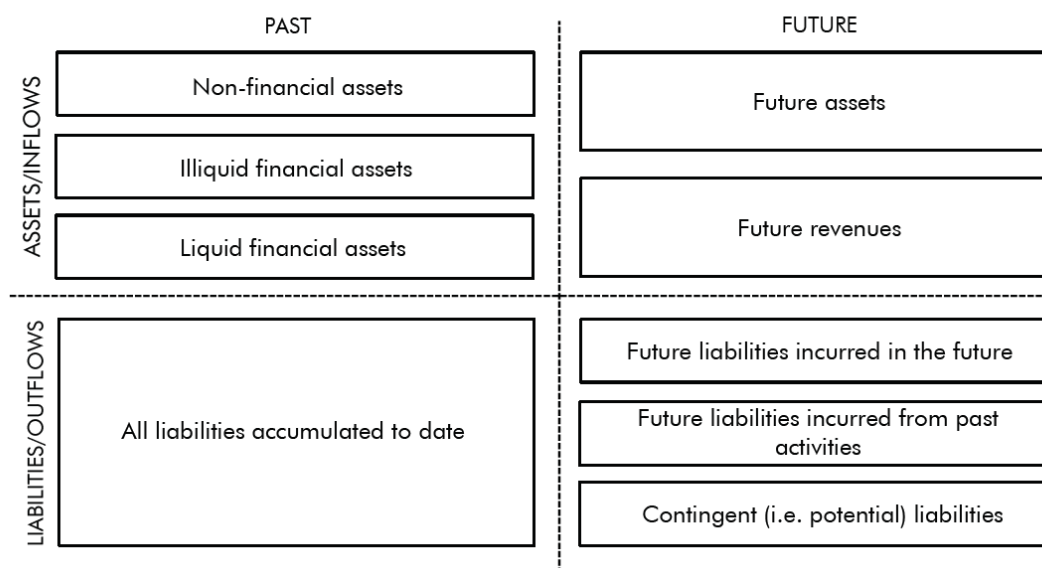 PAST
FUTURE
ASSETS/INFLOWS
Non-financial assets
Illiquid financial assets
Liquid financial assets
Future assets
Future revenues
LIABILITIES/OUTFLOWS
All liabilities accumulated to date
Future liabilities incurred in the future
Future liabilities incurred from past
activities
Contingent (i.e. potential) liabilities